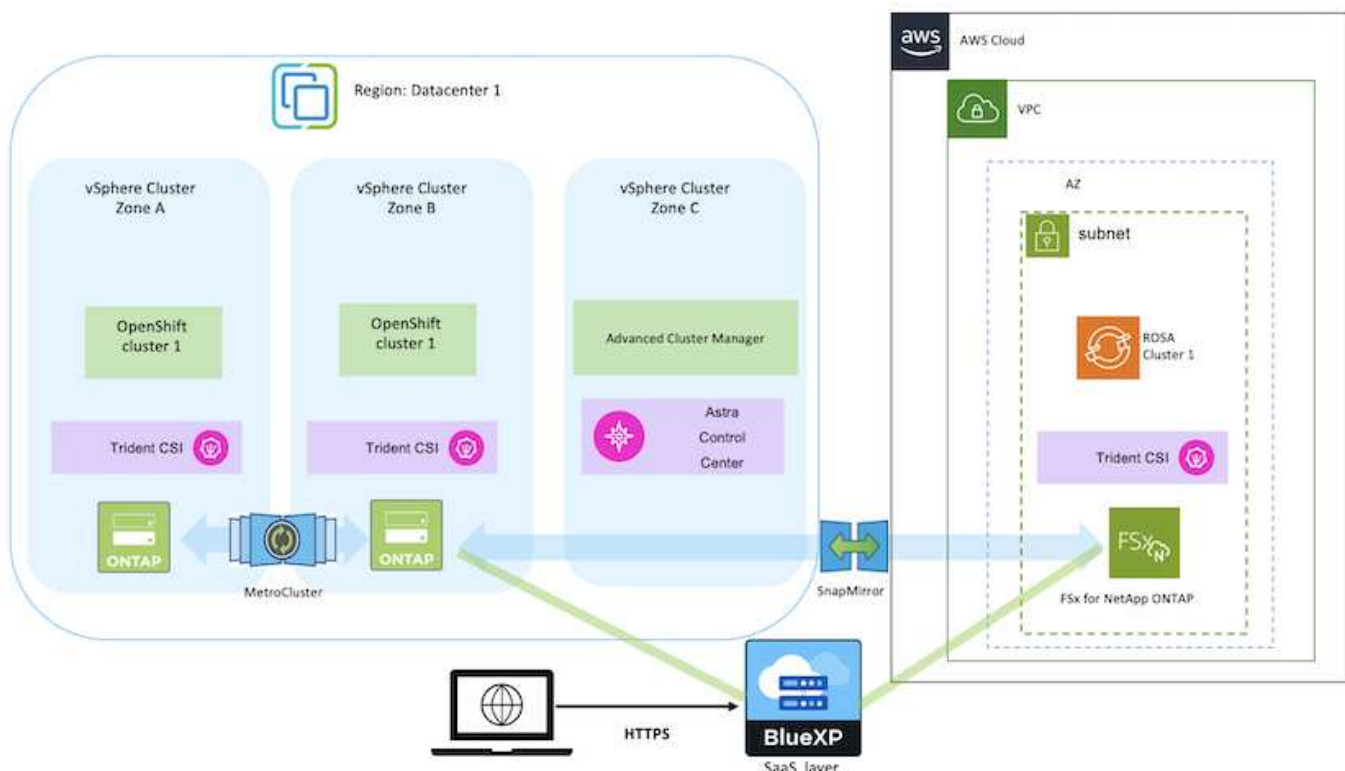 aws
AWS Cloud
Region: Datacenter 1
VPC
vSphere Cluster
Zone A
vSphere Cluster
Zone B
vSphere Cluster
Zone C
AZ
subnet
OpenShift
cluster 1
OpenShift
cluster 1
Advanced Cluster Manager
ROSA
Cluster 1
Trident CSI
Trident CSI
Astra
Control
Center
Trident CSI
ONTAP
MetroCluster
ONTAP
SnapMirror
FSx
N
FSx for NetApp ONTAP
HTTPS
BlueXP
SaaS layer